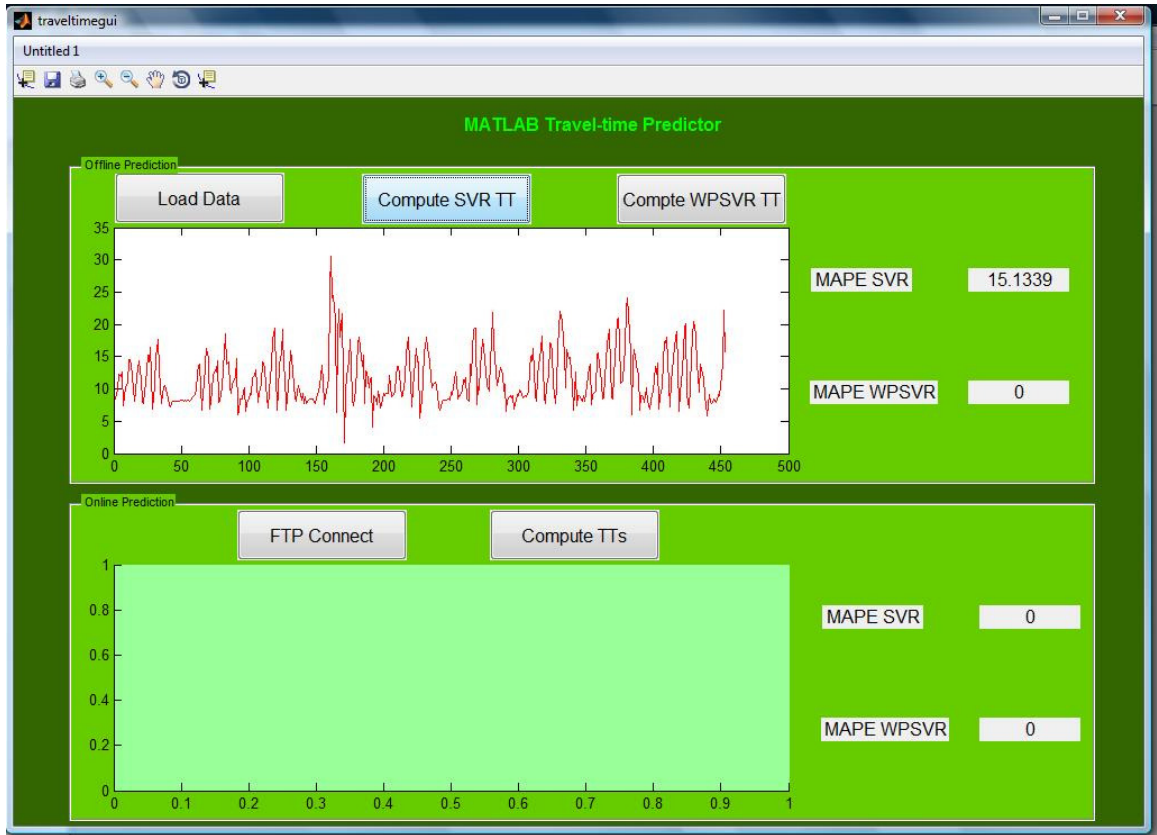 traveltimegui
Untitled 1
MATLAB Travel-time Predictor
Offline Prediction
Load Data
Compute SVR TT
Compte WPSVR TT
35
30
25
20
15
10
5
0
0 50 100 150 200 250 300 350 400 450 500
MAPE SVR 15.1339
MAPE WPSVR 0
Online Prediction
FTP Connect
Compute TTs
1
0.8
0.6
0.4
0.2
0
0 0.1 0.2 0.3 0.4 0.5 0.6 0.7 0.8 0.9 1
MAPE SVR 0
MAPE WPSVR 0